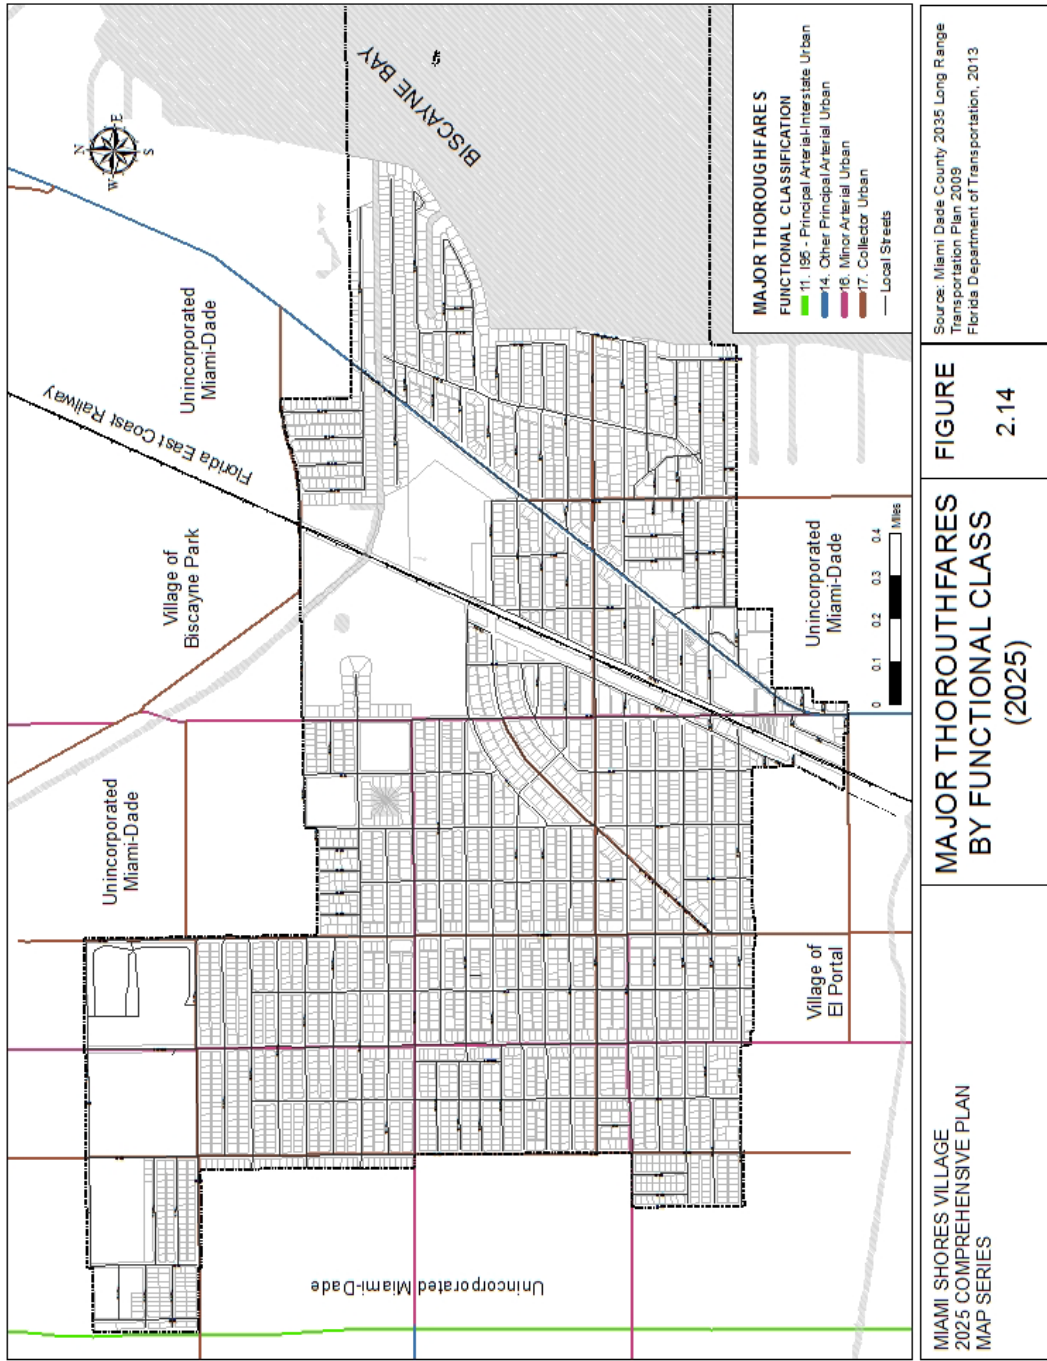 N
E
S
W
BISCAYNE BAY
Unincorporated
Miami-Dade
Florida East Coast Railway
Village of
Biscayne Park
Unincorporated
Miami-Dade
Unincorporated Miami-Dade
Village of
El Portal
Unincorporated
Miami-Dade
0 0.1 0.2 0.3 0.4
Miles
MAJOR THOROUGHFARES
FUNCTIONAL CLASSIFICATION
11. I95 - Principal Arterial-Interstate Urban
14. Other Principal Arterial Urban
16. Minor Arterial Urban
17. Collector Urban
Local Streets
MIAMI SHORES VILLAGE
2025 COMPREHENSIVE PLAN
MAP SERIES
MAJOR THOROUTHFARES
BY FUNCTIONAL CLASS
(2025)
FIGURE
2.14
Source: Miami Dade County 2035 Long Range
Transportation Plan 2009
Florida Department of Transportation, 2013